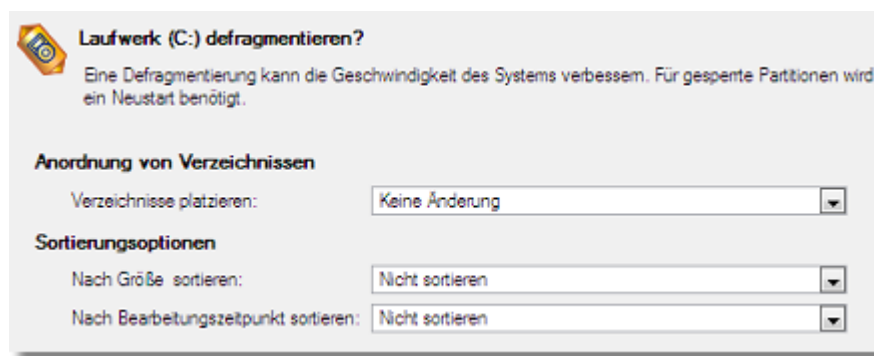 Laufwerk (C:) defragmentieren?
Eine Defragmentierung kann die Geschwindigkeit des Systems verbessern. Für gesperrte Partitionen wird
ein Neustart benötigt.
Anordnung von Verzeichnissen
Verzeichnisse platzieren: Keine Änderung
Sortierungsoptionen
Nach Größe sortieren: Nicht sortieren
Nach Bearbeitungszeitpunkt sortieren: Nicht sortieren